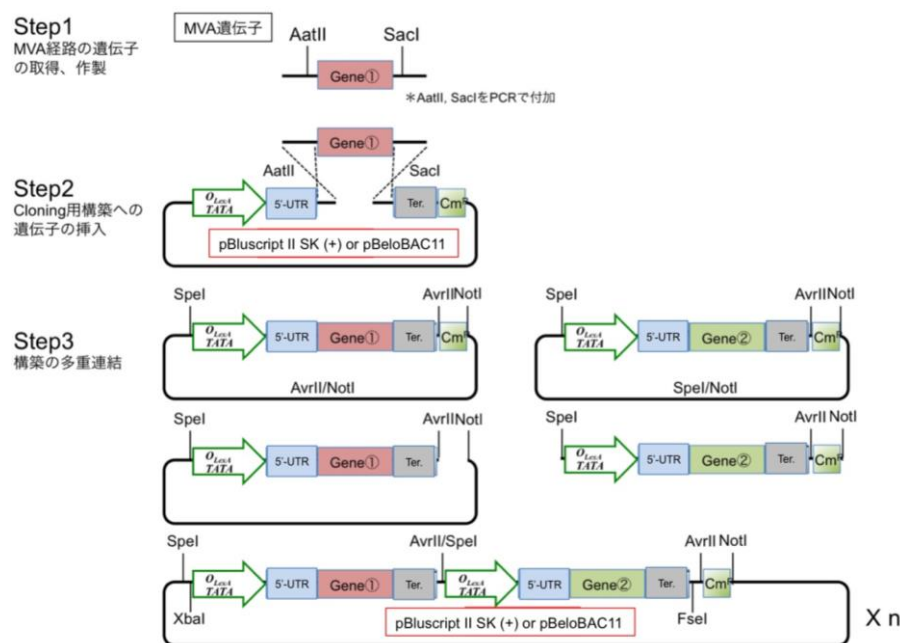 Step1
MVA経路の遺伝子
の取得、作製
MVA遺伝子
AatII SacI
Gene①
*AatII, SacIをPCRで付加
Gene①
AatII SacI
Step2
Cloning用構築への
遺伝子の挿入
O_LexA
TATA
5'-UTR Ter. Cm^R
pBluscript II SK (+) or pBeloBAC11
Step3
構築の多重連結
SpeI AvrII NotI
O_LexA
TATA
5'-UTR Gene① Ter. Cm^R
AvrII/NotI
SpeI AvrII NotI
O_LexA
TATA
5'-UTR Gene② Ter. Cm^R
SpeI/NotI
SpeI AvrII NotI
O_LexA
TATA
5'-UTR Gene① Ter.
SpeI AvrII NotI
O_LexA
TATA
5'-UTR Gene② Ter. Cm^R
SpeI AvrII/SpeI AvrII NotI
O_LexA
TATA
5'-UTR Gene① Ter.
O_LexA
TATA
5'-UTR Gene② Ter. Cm^R
XbaI FseI
pBluscript II SK (+) or pBeloBAC11
X n